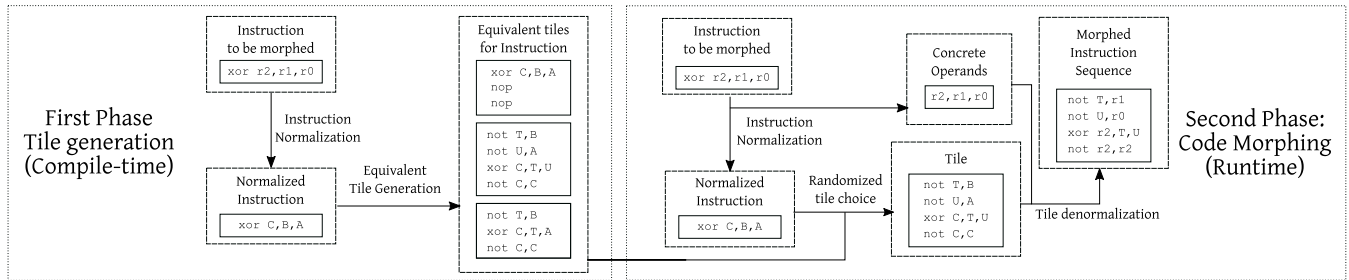 First Phase
Tile generation
(Compile-time)
Instruction
to be morphed
xor r2,r1,r0
Instruction
Normalization
Normalized
Instruction
xor C,B,A
Equivalent
Tile Generation
Equivalent tiles
for Instruction
xor C,B,A
nop
nop
not T,B
not U,A
xor C,T,U
not C,C
not T,B
xor C,T,A
not C,C
Instruction
to be morphed
xor r2,r1,r0
Instruction
Normalization
Normalized
Instruction
xor C,B,A
Randomized
tile choice
Concrete
Operands
r2,r1,r0
Tile
not T,B
not U,A
xor C,T,U
not C,C
Morphed
Instruction
Sequence
not T,r1
not U,r0
xor r2,T,U
not r2,r2
Tile denormalization
Second Phase:
Code Morphing
(Runtime)